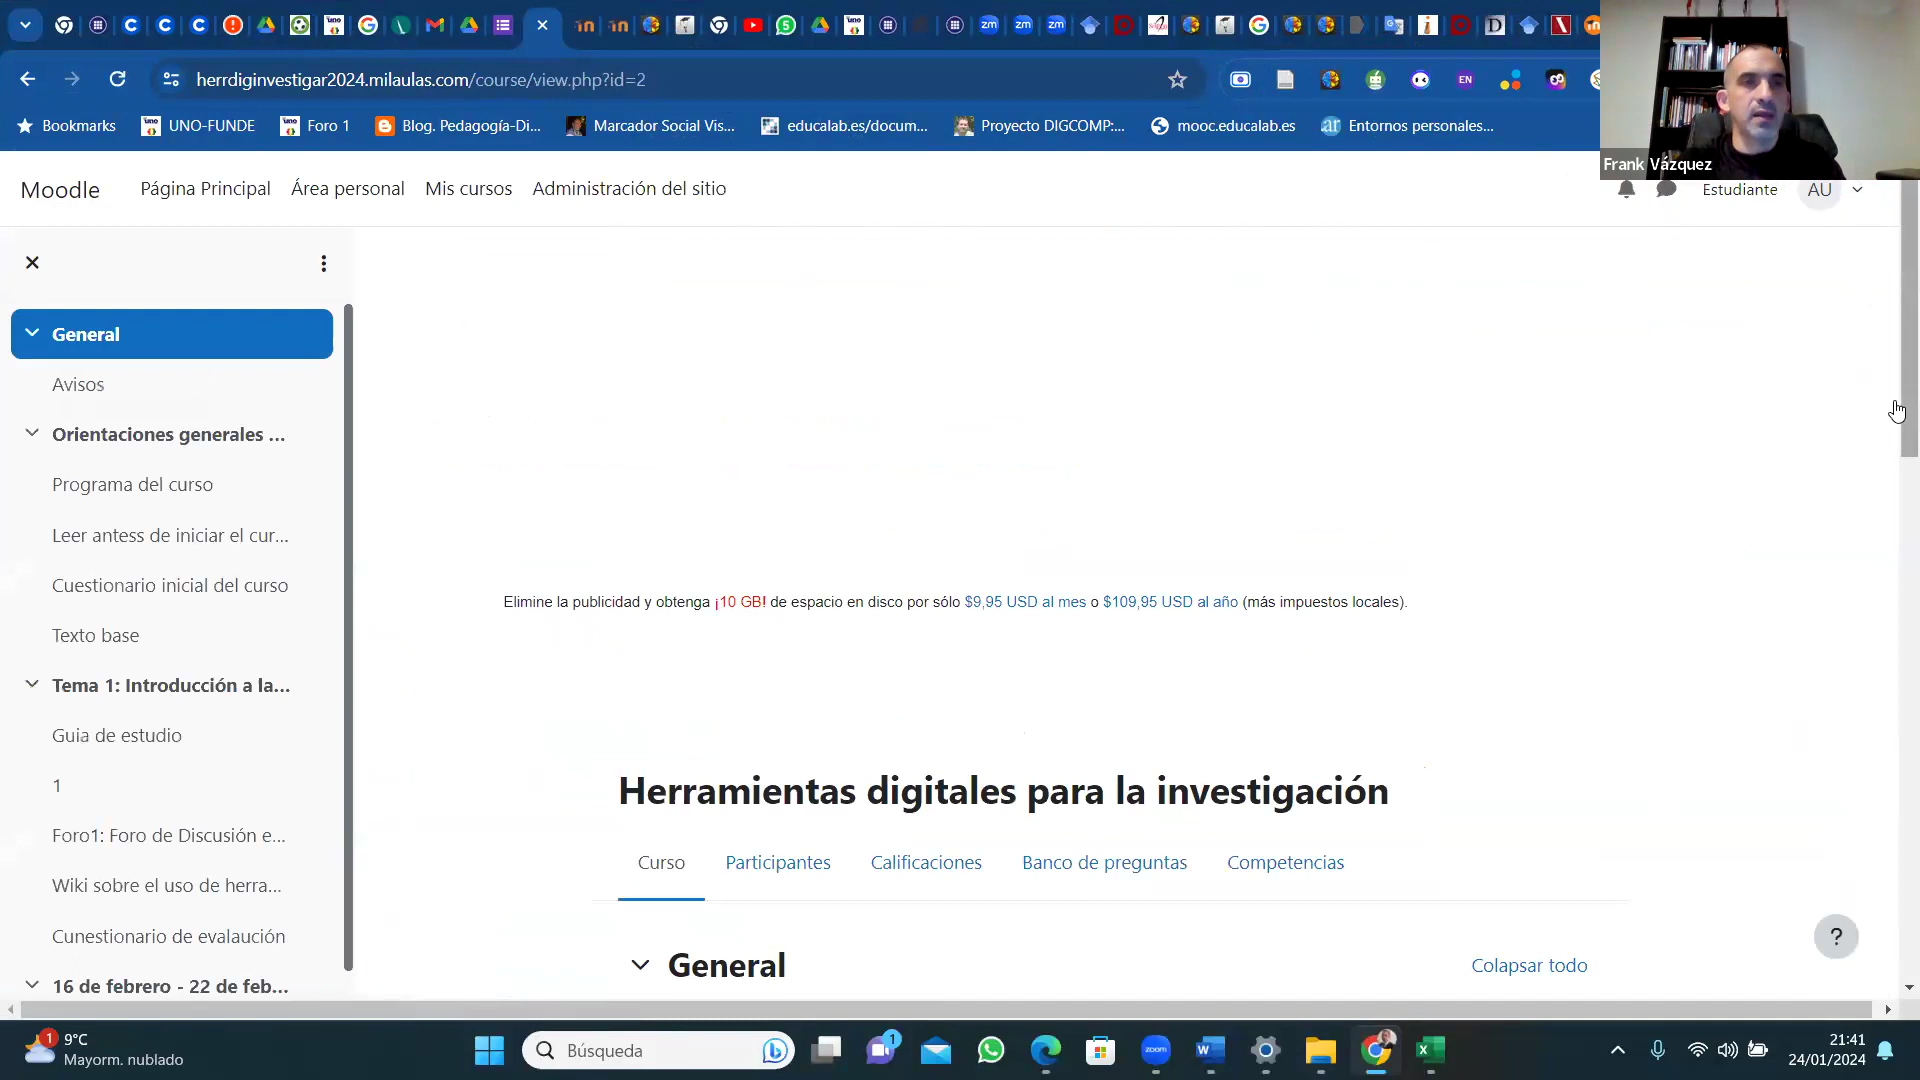 herrdiginvestigar2024.milaulas.com/course/view.php?id=2
EN
Bookmarks
UNO-FUNDE
Foro 1
Blog. Pedagogía-Di...
Marcador Social Vis...
educalab.es/docum...
Proyecto DIGCOMP:...
mooc.educalab.es
Entornos personales...
Frank Vázquez
Moodle
Página Principal
Área personal
Mis cursos
Administración del sitio
Estudiante
AU
General
Avisos
Orientaciones generales ...
Programa del curso
Leer antess de iniciar el cur...
Cuestionario inicial del curso
Texto base
Tema 1: Introducción a la...
Guia de estudio
1
Foro1: Foro de Discusión e...
Wiki sobre el uso de herra...
Cunestionario de evalaución
16 de febrero - 22 de feb...
Elimine la publicidad y obtenga ¡10 GB! de espacio en disco por sólo $9,95 USD al mes o $109,95 USD al año (más impuestos locales).
Herramientas digitales para la investigación
Curso
Participantes
Calificaciones
Banco de preguntas
Competencias
General
Colapsar todo
?
1
9°C
Mayorm. nublado
Búsqueda
1
zoom
21:41
24/01/2024